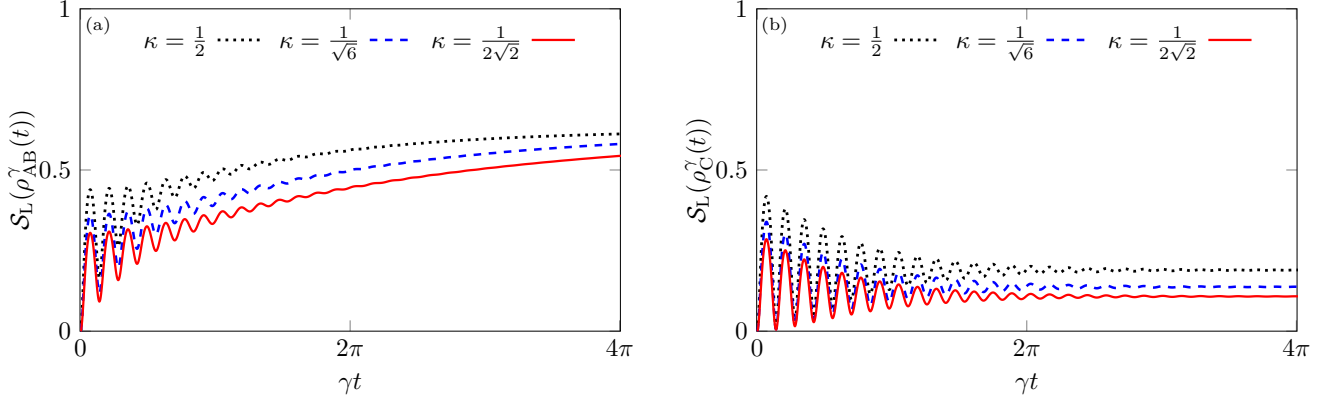 (a)
κ = 1/2 κ = 1/√6 κ = 1/2√2
1
0.5
0
S_L(ρ^γ_AB(t))
0 2π 4π
γt
(b)
κ = 1/2 κ = 1/√6 κ = 1/2√2
1
0.5
0
S_L(ρ^γ_C(t))
0 2π 4π
γt